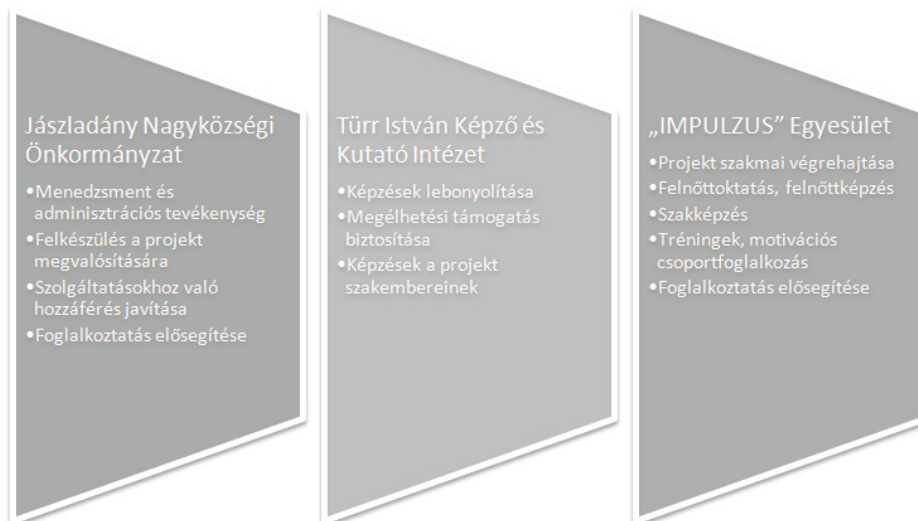 Jászladány Nagyközségi
Önkormányzat
•Menedzsment és
adminisztrációs tevékenység
•Felkészülés a projekt
megvalósítására
•Szolgáltatásokhoz való
hozzáférés javítása
•Foglalkoztatás elősegítése
Türr István Képző és
Kutató Intézet
•Képzések lebonyolítása
•Megélhetési támogatás
biztosítása
•Képzések a projekt
szakembereinek
„IMPULZUS” Egyesület
•Projekt szakmai végrehajtása
•Felnőttoktatás, felnőttképzés
•Szakképzés
•Tréningek, motivációs
csoportfoglalkozás
•Foglalkoztatás elősegítése